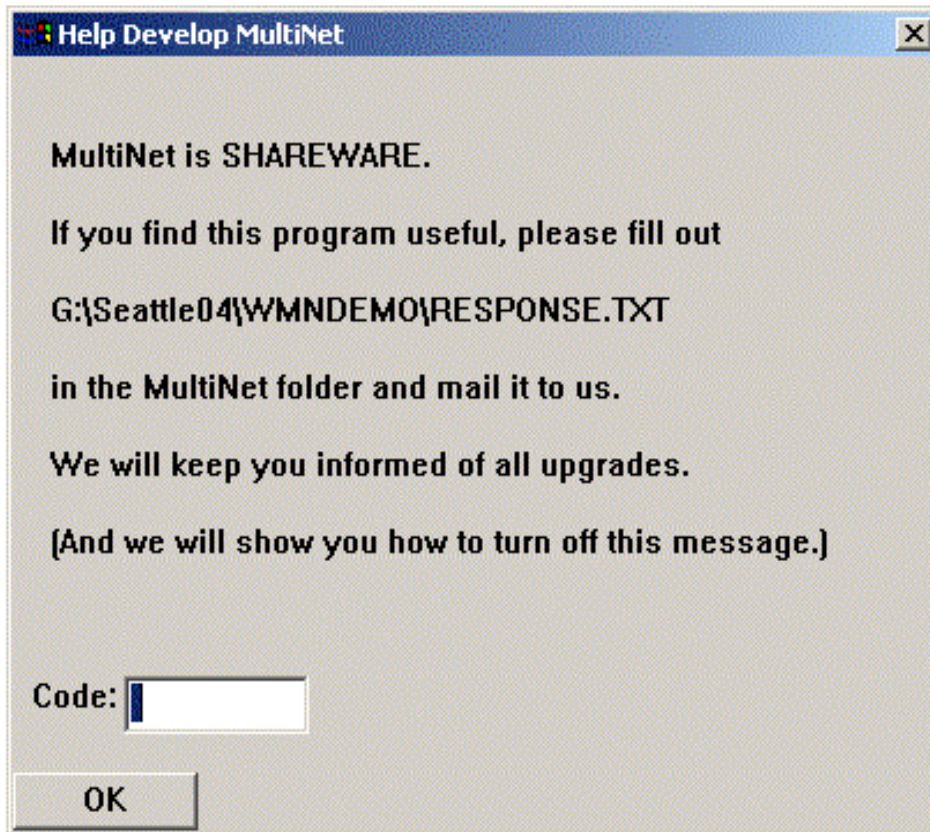 Help Develop MultiNet
MultiNet is SHAREWARE.
If you find this program useful, please fill out
G:\Seattle04\WMNDEMO\RESPONSE.TXT
in the MultiNet folder and mail it to us.
We will keep you informed of all upgrades.
(And we will show you how to turn off this message.)
Code:
OK